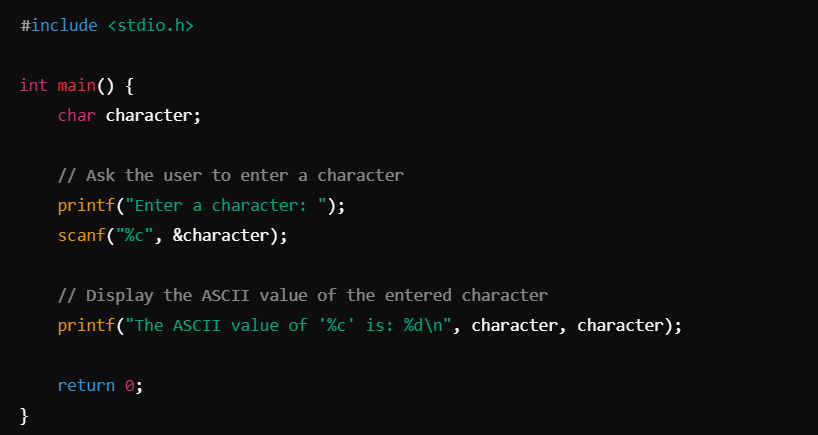 #include <stdio.h>

int main() {
    char character;

    // Ask the user to enter a character
    printf("Enter a character: ");
    scanf("%c", &character);

    // Display the ASCII value of the entered character
    printf("The ASCII value of '%c' is: %d\n", character, character);

    return 0;
}